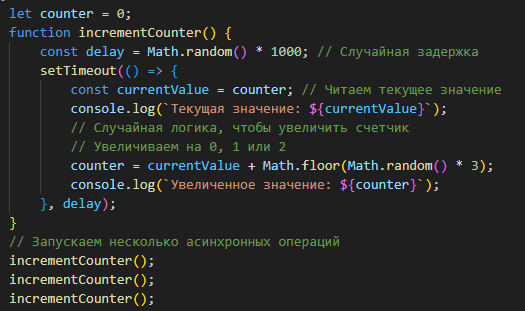 let counter = 0;
function incrementCounter() {
    const delay = Math.random() * 1000; // Случайная задержка
    setTimeout(() => {
        const currentValue = counter; // Читаем текущее значение
        console.log(`Текущая значение: ${currentValue}`);
        // Случайная логика, чтобы увеличить счетчик
        // Увеличиваем на 0, 1 или 2
        counter = currentValue + Math.floor(Math.random() * 3);
        console.log(`Увеличенное значение: ${counter}`);
    }, delay);
}
// Запускаем несколько асинхронных операций
incrementCounter();
incrementCounter();
incrementCounter();